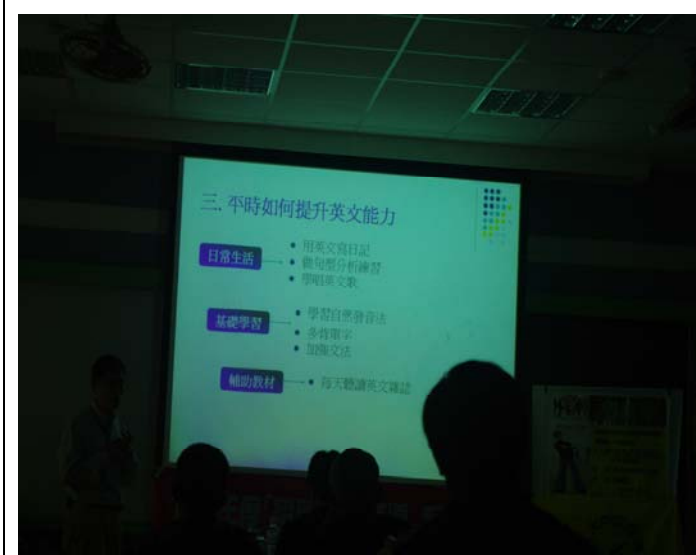 三. 平時如何提升英文能力
日常生活
用英文寫日記
做句型分析練習
學唱英文歌
基礎學習
學習自然發音法
多背單字
加強文法
輔助教材
每天聽讀英文雜誌